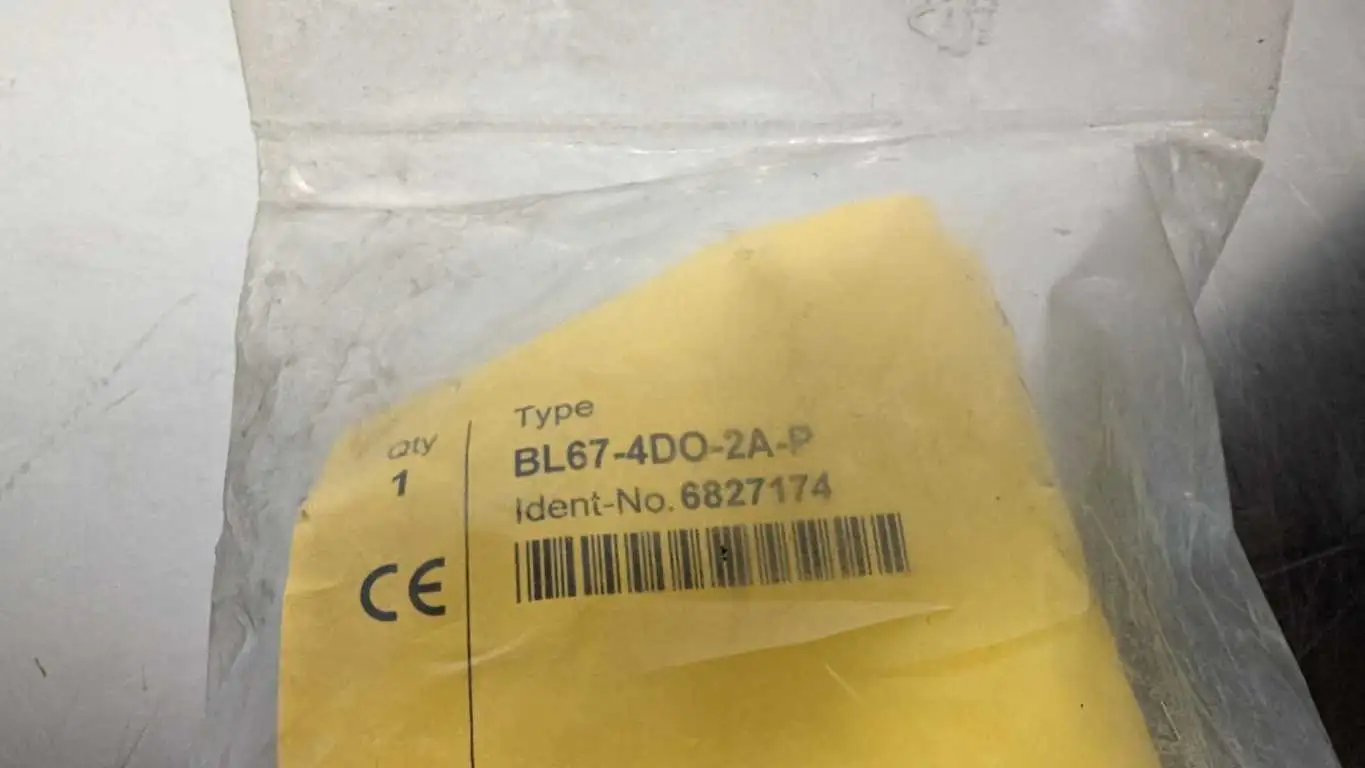 Qty
1
CE
Type
BL67-4DO-2A-P
Ident-No. 6827174